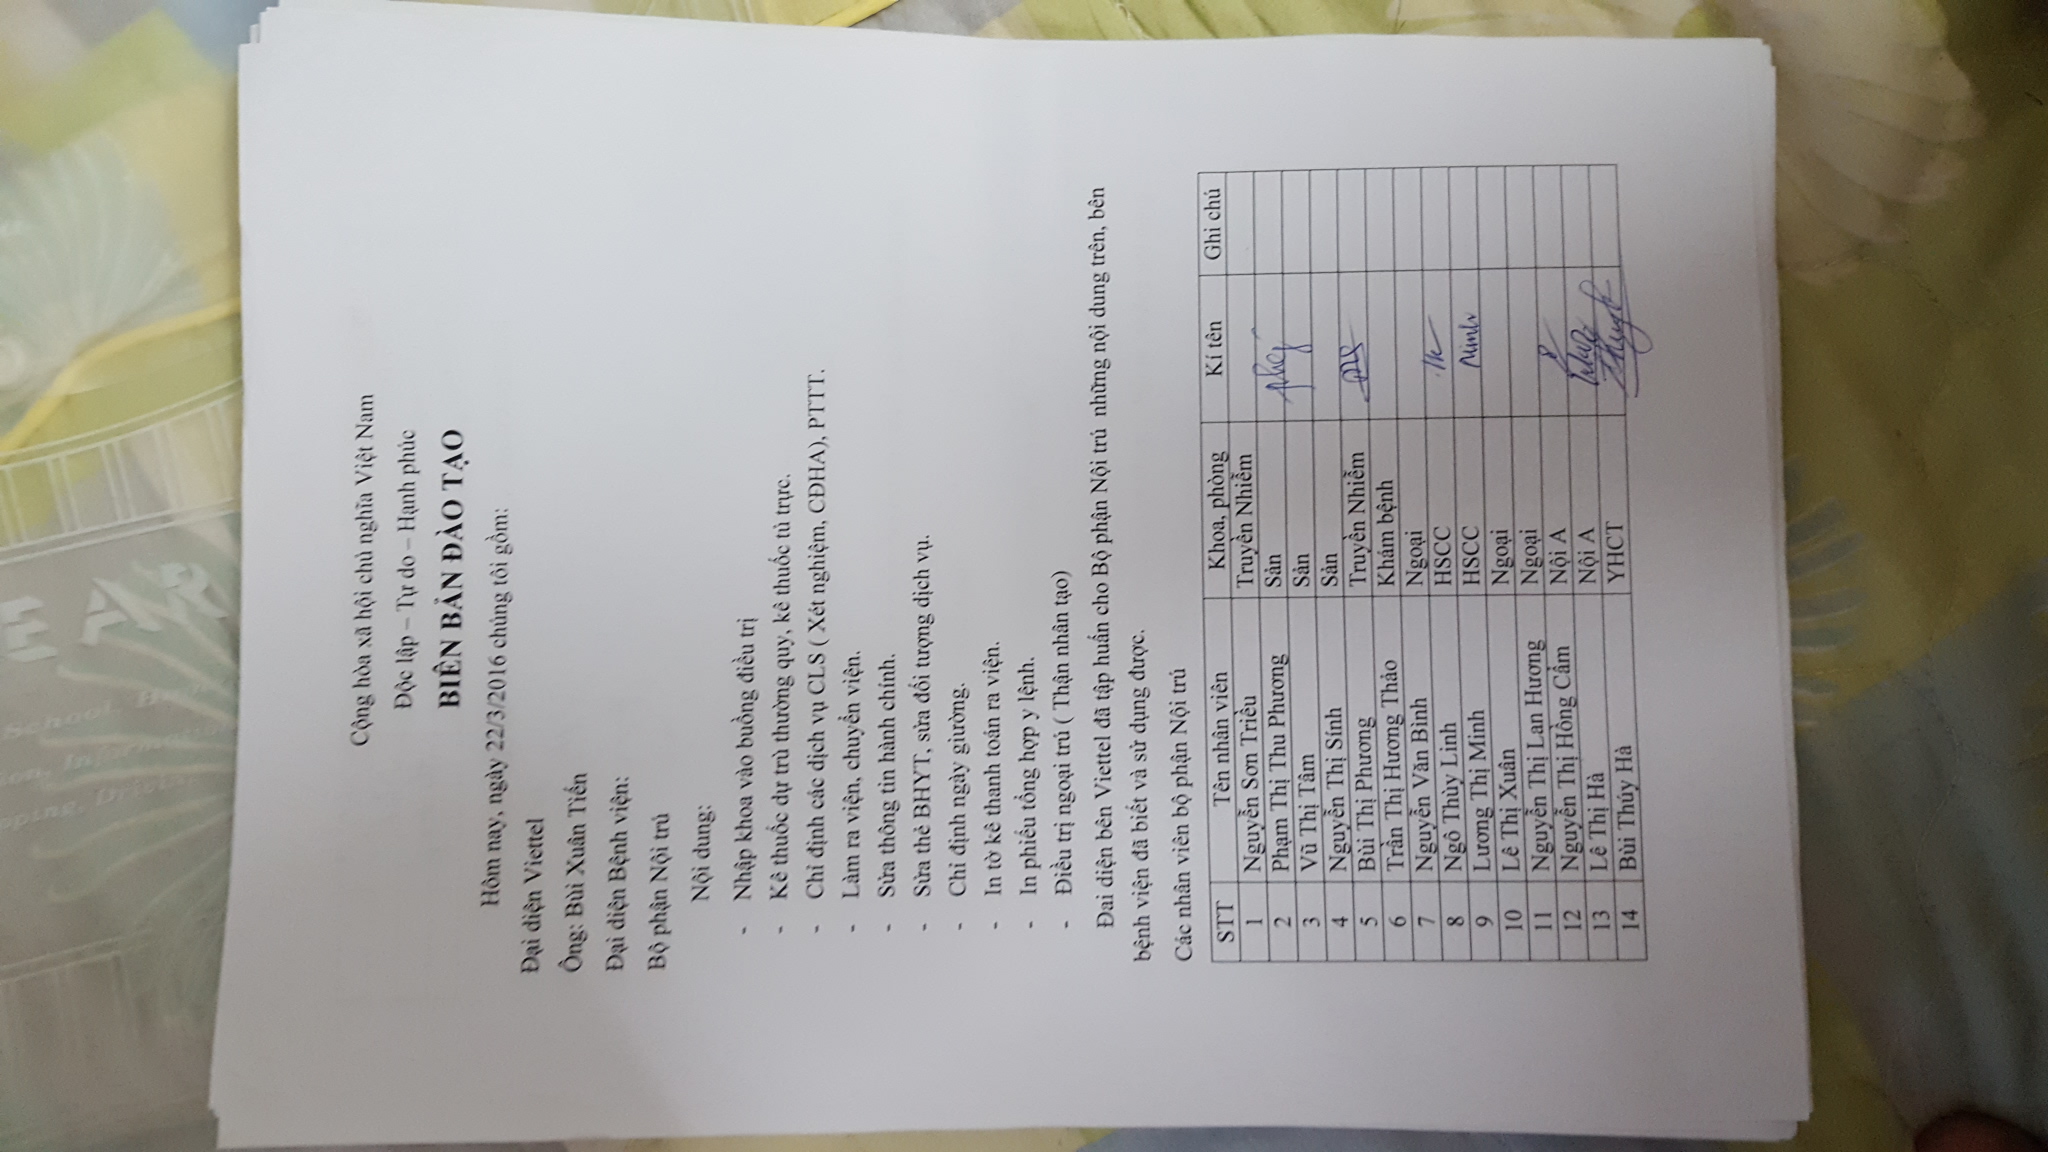 EAR
School
Cộng hòa xã hội chủ nghĩa Việt Nam
Độc lập – Tự do – Hạnh phúc
BIÊN BẢN ĐÀO TẠO
Hôm nay, ngày 22/3/2016 chúng tôi gồm:
Đại diện Viettel
Ông: Bùi Xuân Tiến
Đại diện Bệnh viện:
Bộ phận Nội trú
Nội dung:
- Nhập khoa vào buồng điều trị
- Kê thuốc dự trù thường quy, kê thuốc tủ trực.
- Chỉ định các dịch vụ CLS ( Xét nghiệm, CĐHA), PTTT.
- Làm ra viện, chuyển viện.
- Sửa thông tin hành chính.
- Sửa thẻ BHYT, sửa đối tượng dịch vụ.
- Chỉ định ngày giường.
- In tờ kê thanh toán ra viện.
- In phiếu tổng hợp y lệnh.
- Điều trị ngoại trú ( Thận nhân tạo)
Đai diện bên Viettel đã tập huấn cho Bộ phận Nội trú những nội dung trên, bên
bệnh viện đã biết và sử dụng được.
Các nhân viên bộ phận Nội trú
STT Tên nhân viên Khoa, phòng Kí tên Ghi chú
1 Nguyễn Sơn Triều Truyền Nhiễm
2 Phạm Thị Thu Phương Sản
3 Vũ Thị Tâm Sản
4 Nguyễn Thị Sính Sản
5 Bùi Thị Phương Truyền Nhiễm
6 Trần Thị Hương Thảo Khám bệnh
7 Nguyễn Văn Bình Ngoại
8 Ngô Thùy Linh HSCC
9 Lương Thị Minh HSCC Minh
10 Lê Thị Xuân Ngoại
11 Nguyễn Thị Lan Hương Ngoại
12 Nguyễn Thị Hồng Cẩm Nội A
13 Lê Thị Hà Nội A
14 Bùi Thúy Hà YHCT